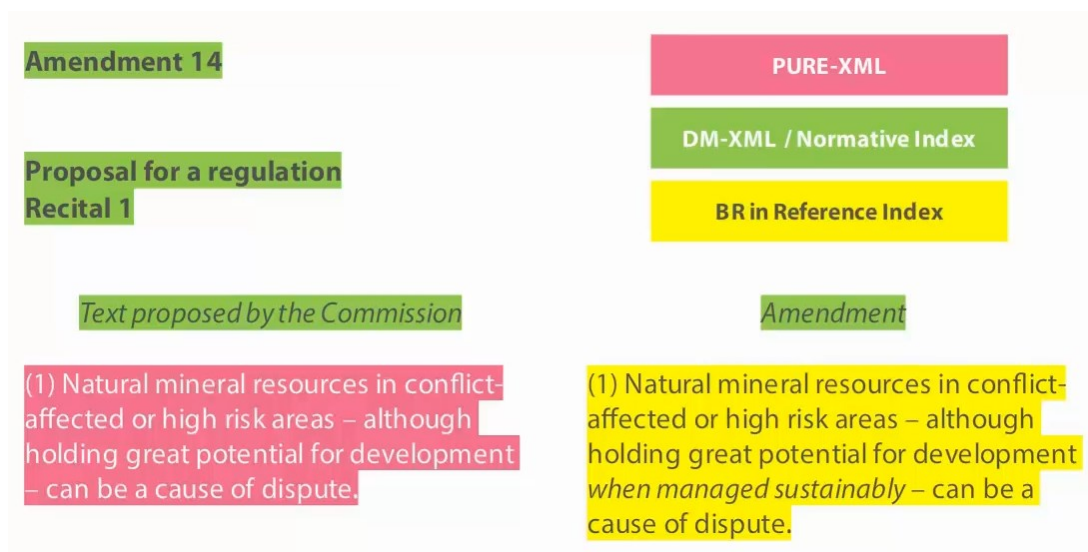 Amendment 14
PURE-XML
DM-XML / Normative Index
Proposal for a regulation
Recital 1
BR in Reference Index
Text proposed by the Commission
Amendment
(1) Natural mineral resources in conflict-
affected or high risk areas – although
holding great potential for development
– can be a cause of dispute.
(1) Natural mineral resources in conflict-
affected or high risk areas – although
holding great potential for development
when managed sustainably – can be a
cause of dispute.